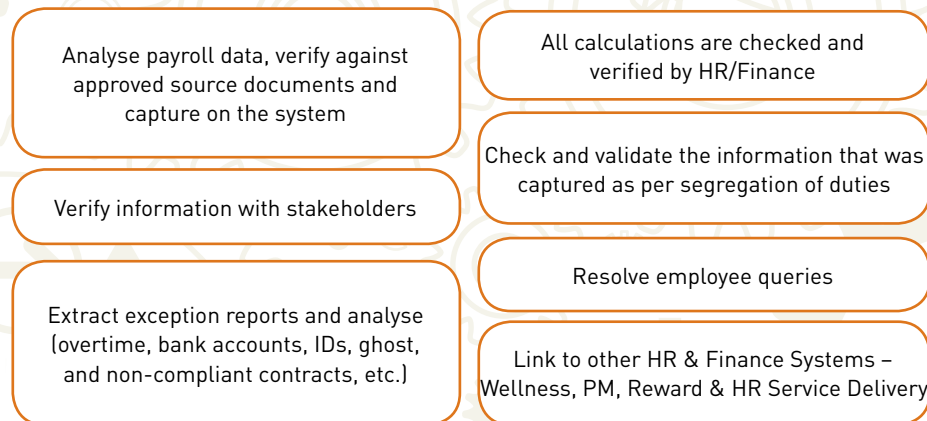 Analyse payroll data, verify against
approved source documents and
capture on the system
Verify information with stakeholders
Extract exception reports and analyse
(overtime, bank accounts, IDs, ghost,
and non-compliant contracts, etc.)
All calculations are checked and
verified by HR/Finance
Check and validate the information that was
captured as per segregation of duties
Resolve employee queries
Link to other HR & Finance Systems –
Wellness, PM, Reward & HR Service Delivery